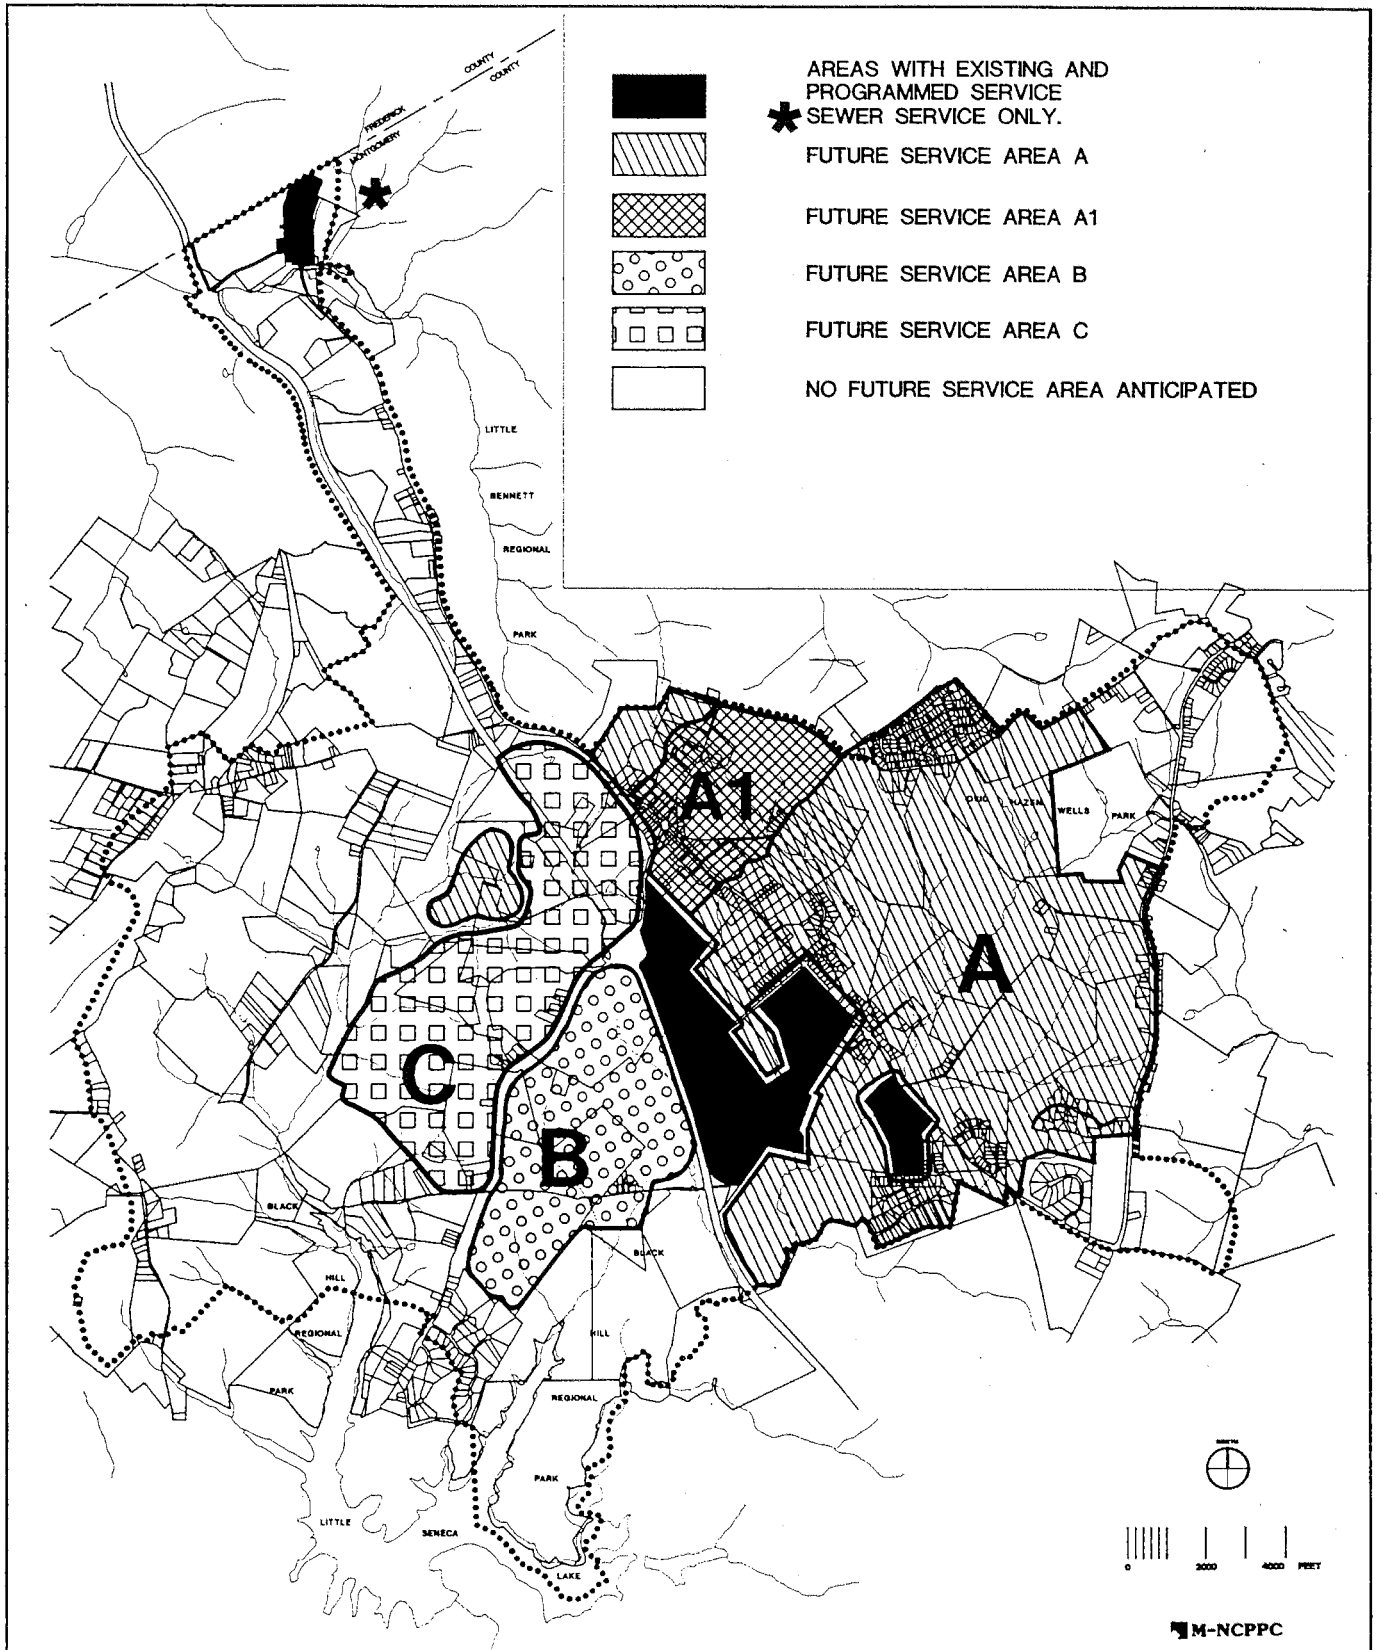 AREAS WITH EXISTING AND
PROGRAMMED SERVICE
* SEWER SERVICE ONLY.
FUTURE SERVICE AREA A
FUTURE SERVICE AREA A1
FUTURE SERVICE AREA B
FUTURE SERVICE AREA C
NO FUTURE SERVICE AREA ANTICIPATED
COUNTY
COUNTY
FREDERICK
MONTGOMERY
*
LITTLE
BENNETT
REGIONAL
PARK
A1
WELLS
PARK
A
C
B
BLACK
HILL
REGIONAL
PARK
BLACK
HILL
REGIONAL
PARK
LITTLE
SENECA
LAKE
NORTH
0 2000 4000 FEET
M-NCPPC